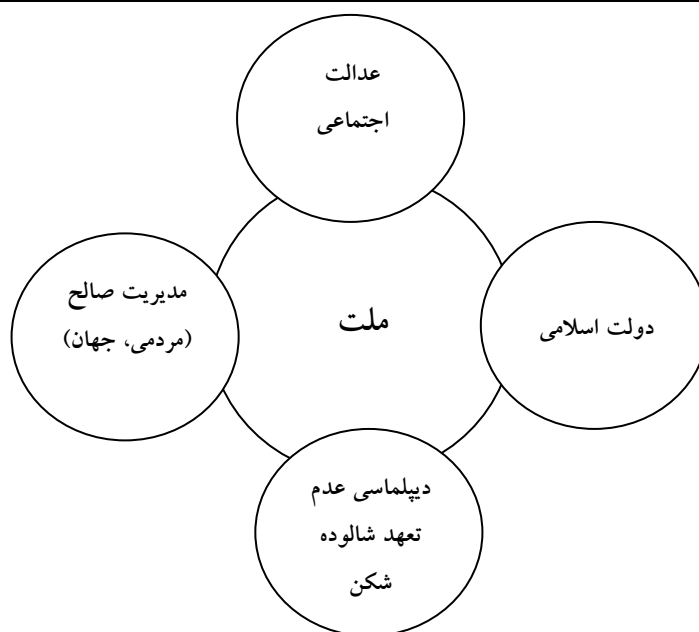 عدالت
اجتماعی
مدیریت صالح
(مردمی، جهان)
ملت
دولت اسلامی
دیپلماسی عدم
تعهد شالوده
شکن